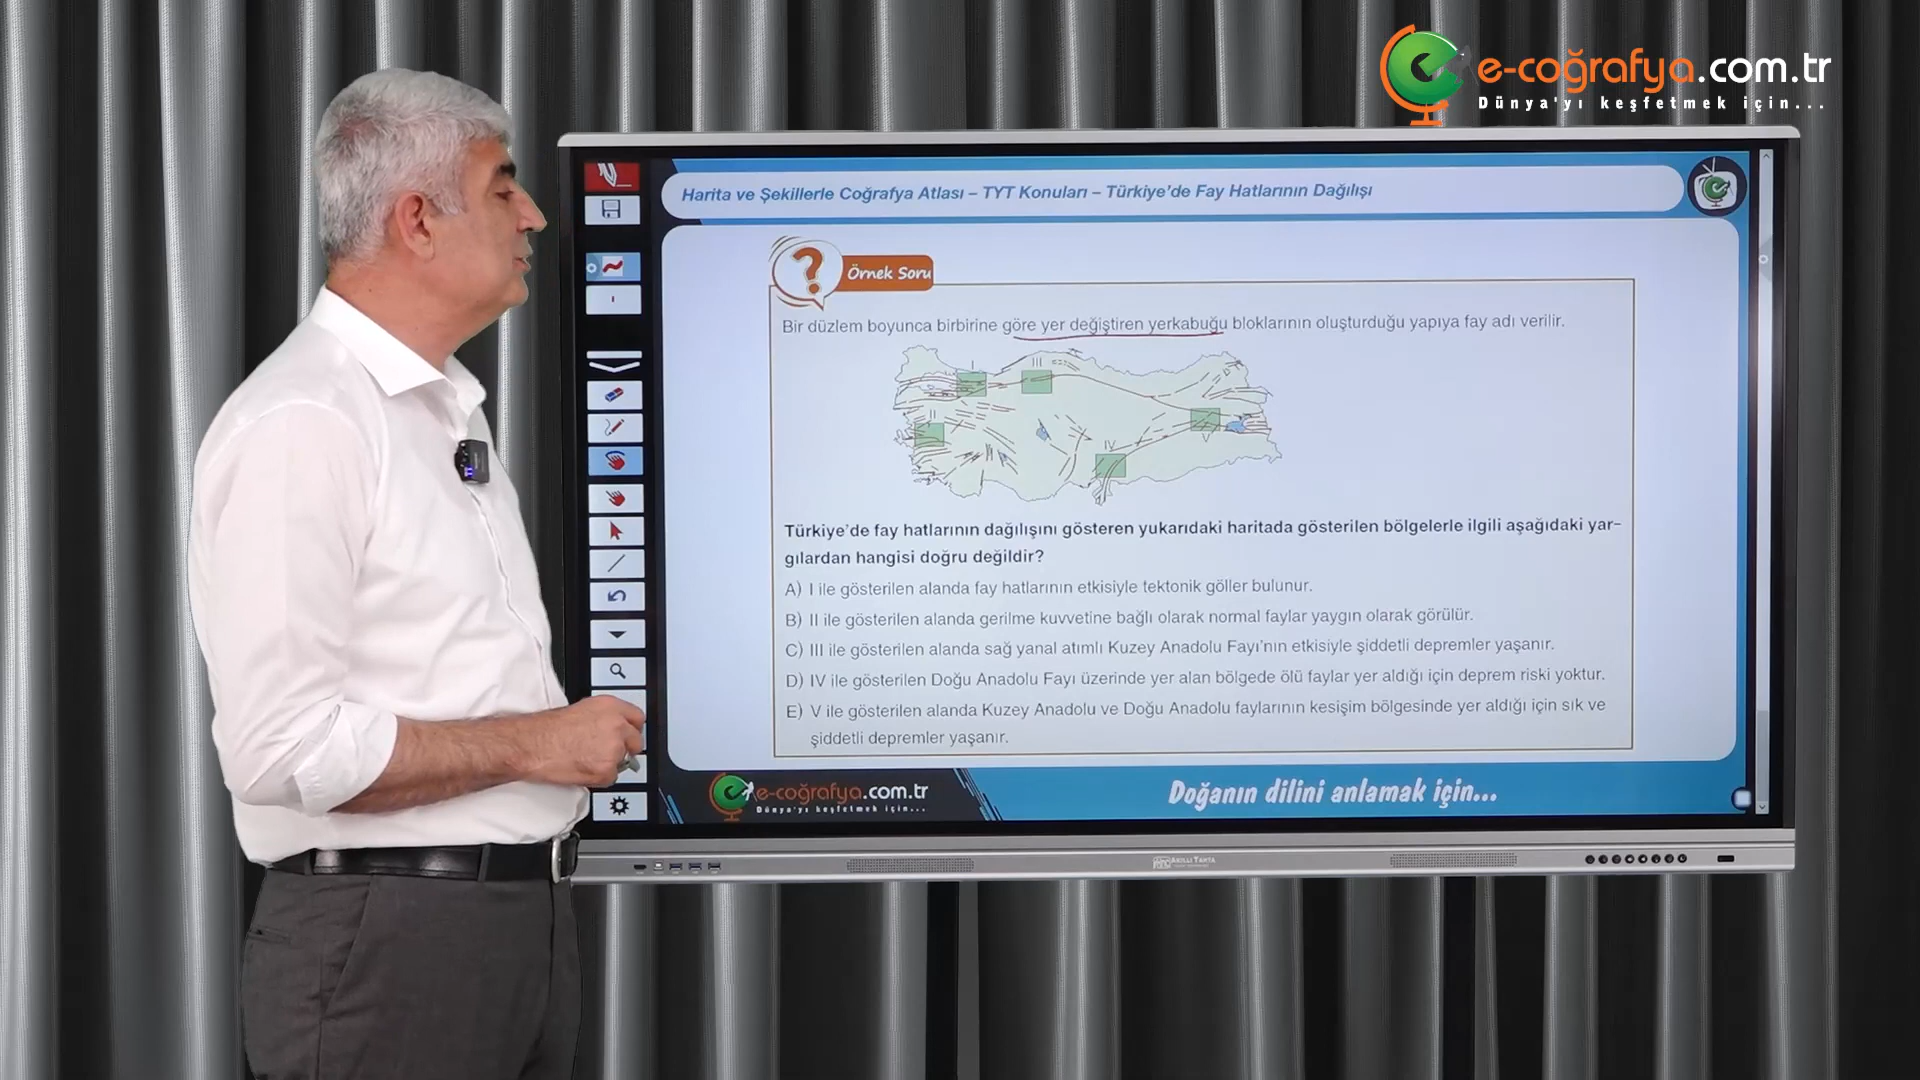 e-coğrafya.com.tr
Dünya'yı keşfetmek için...
Harita ve Şekillerle Coğrafya Atlası – TYT Konuları – Türkiye'de Fay Hatlarının Dağılışı
? Örnek Soru
Bir düzlem boyunca birbirine göre yer değiştiren yerkabuğu bloklarının oluşturduğu yapıya fay adı verilir.
I
III
II
IV
V
Türkiye'de fay hatlarının dağılışını gösteren yukarıdaki haritada gösterilen bölgelerle ilgili aşağıdaki yar-
gılardan hangisi doğru değildir?
A) I ile gösterilen alanda fay hatlarının etkisiyle tektonik göller bulunur.
B) II ile gösterilen alanda gerilme kuvvetine bağlı olarak normal faylar yaygın olarak görülür.
C) III ile gösterilen alanda sağ yanal atımlı Kuzey Anadolu Fayı'nın etkisiyle şiddetli depremler yaşanır.
D) IV ile gösterilen Doğu Anadolu Fayı üzerinde yer alan bölgede ölü faylar yer aldığı için deprem riski yoktur.
E) V ile gösterilen alanda Kuzey Anadolu ve Doğu Anadolu faylarının kesişim bölgesinde yer aldığı için sık ve
şiddetli depremler yaşanır.
e-coğrafya.com.tr
Dünya'yı keşfetmek için...
Doğanın dilini anlamak için...
AKILLI TAHTA